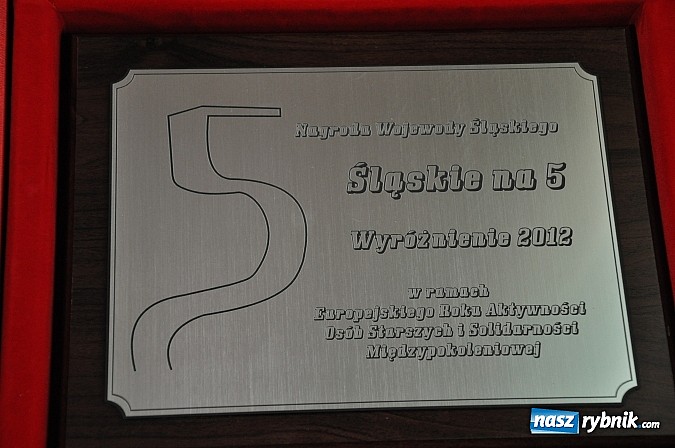 Nagroda Wojewody Śląskiego
Śląskie na 5
Wyróżnienie 2012
w ramach
Europejskiego Roku Aktywności
Osób Starszych i Solidarności
Międzypokoleniowej
nasz rybnik.com